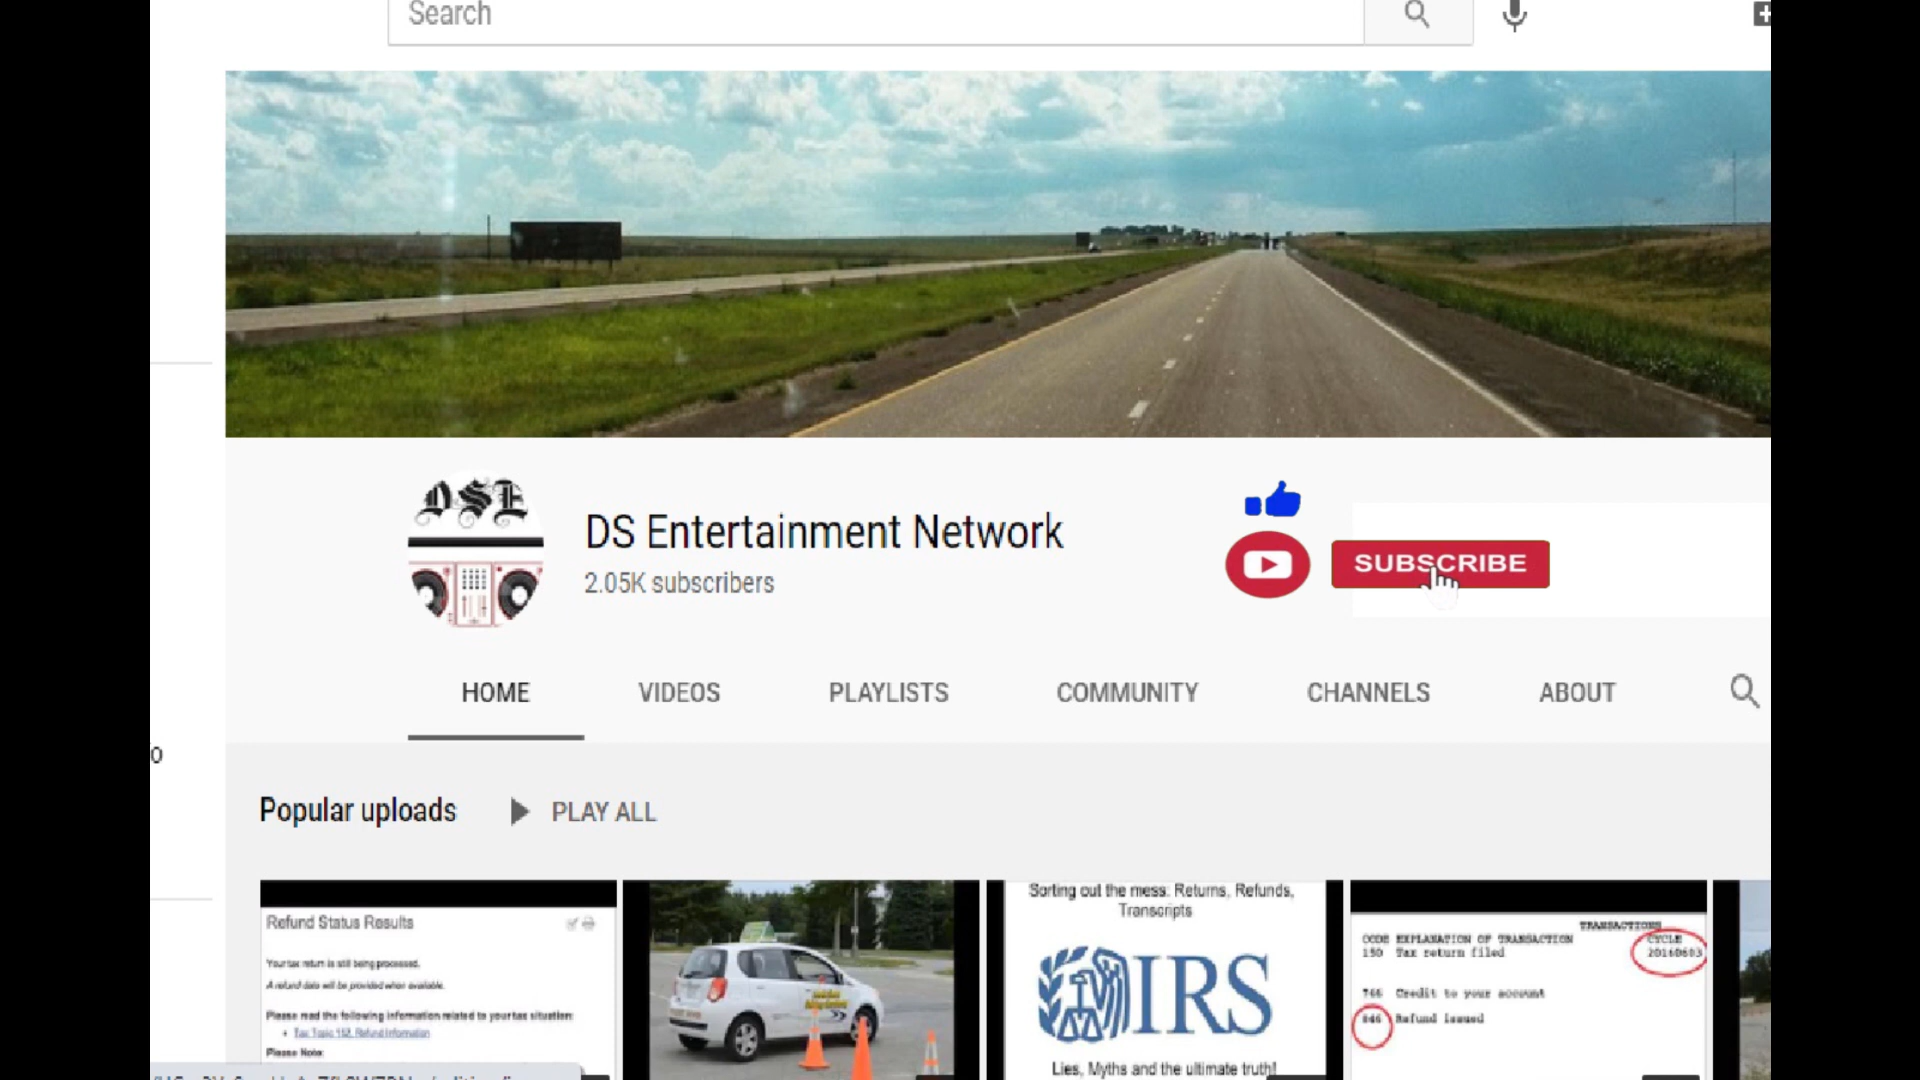 Search
DSE
DS Entertainment Network
2.05K subscribers
SUBSCRIBE
HOME
VIDEOS
PLAYLISTS
COMMUNITY
CHANNELS
ABOUT
Popular uploads
PLAY ALL
Refund Status Results
Your tax return is still being processed.
A refund date will be provided when available.
Please read the following information related to your tax situation:
Tax Topic 152, Refund Information
Please Note:
Sorting out the mess: Returns, Refunds,
Transcripts
IRS
Lies, Myths and the ultimate truth!
TRANSACTIONS
CODE EXPLANATION OF TRANSACTION
CYCLE
150 Tax return filed
20160603
766 Credit to your account
846 Refund issued